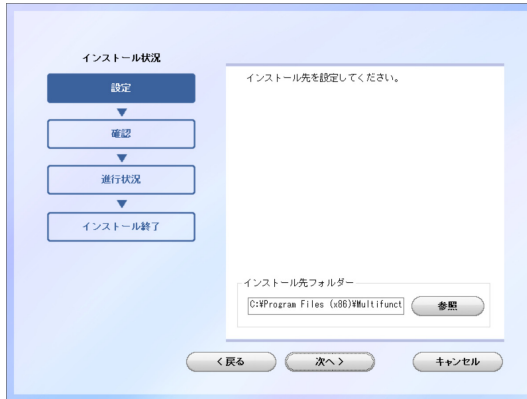 インストール状況
設定
確認
進行状況
インストール終了
インストール先を設定してください。
インストール先フォルダー
C:¥Program Files (x86)¥Multifunct
参照
<戻る
次へ>
キャンセル